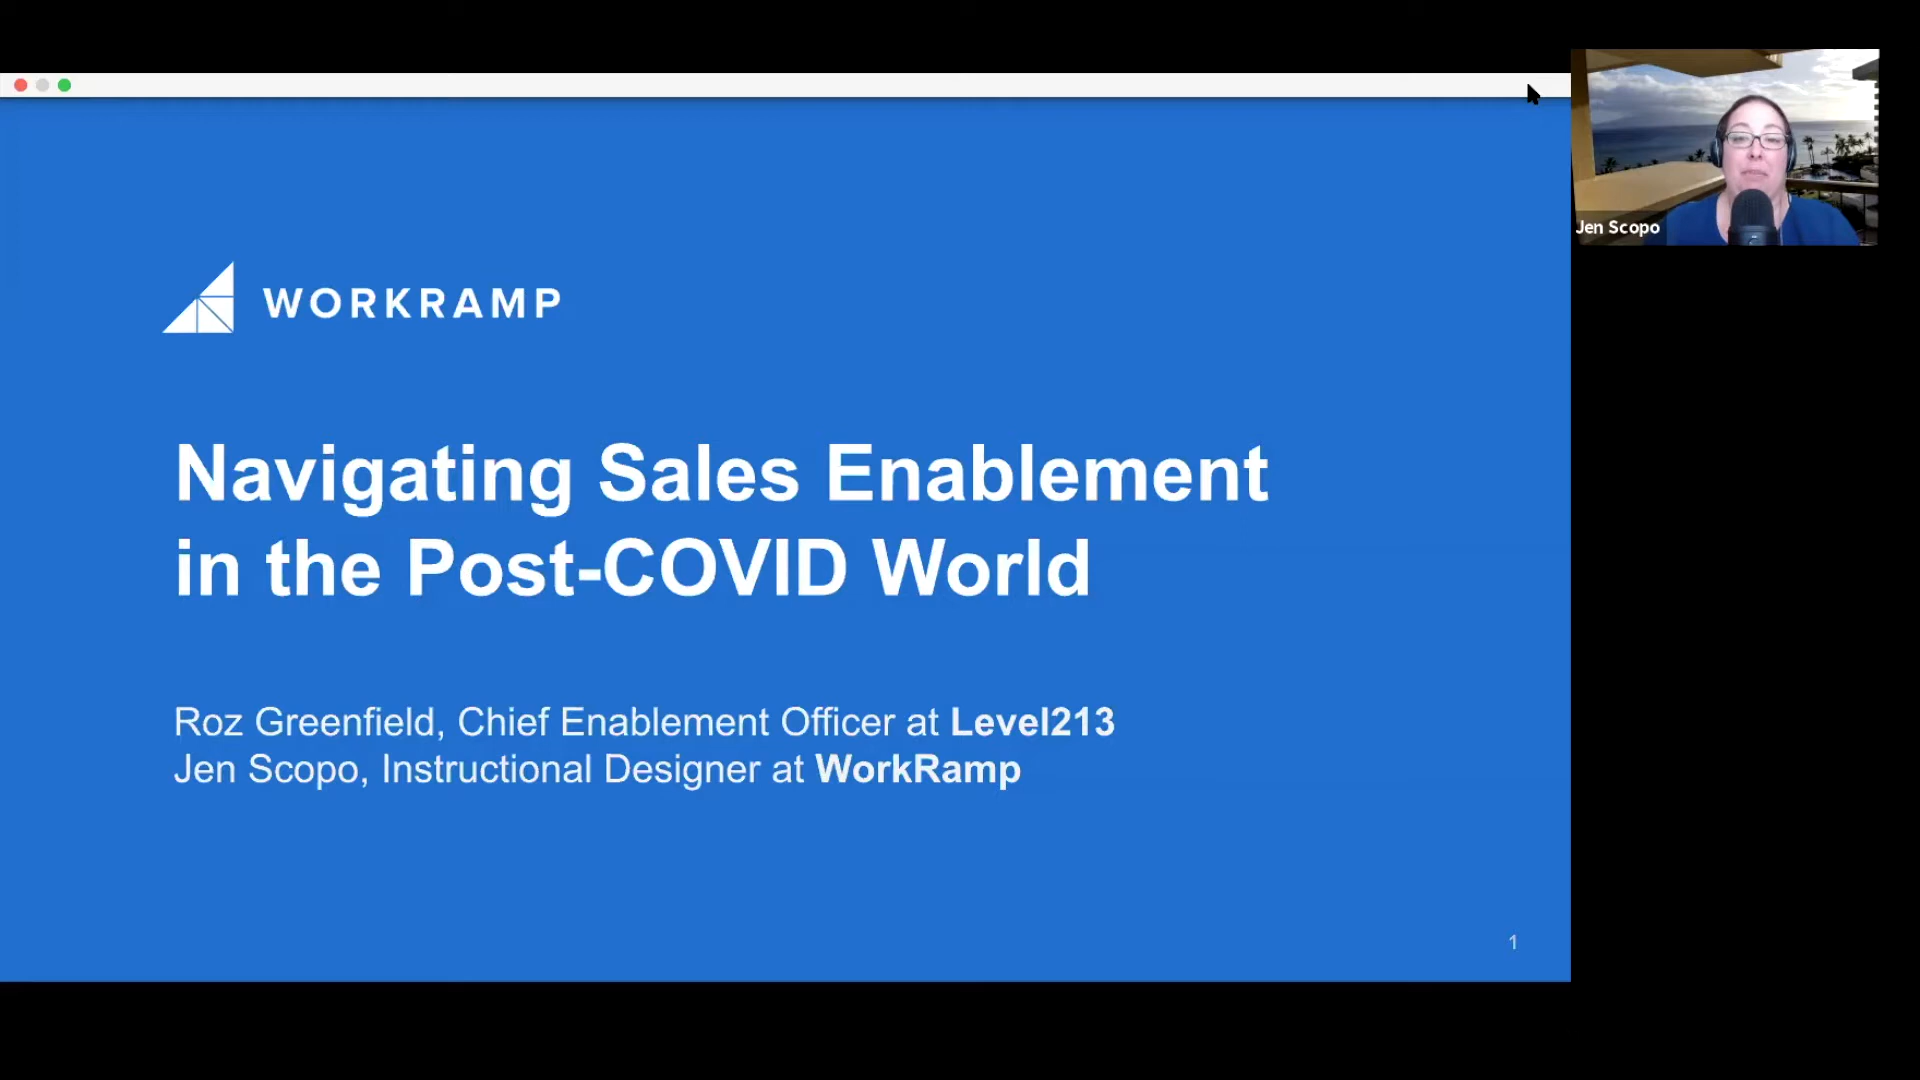 WORKRAMP
Navigating Sales Enablement
in the Post-COVID World
Roz Greenfield, Chief Enablement Officer at Level213
Jen Scopo, Instructional Designer at WorkRamp
1
Jen Scopo